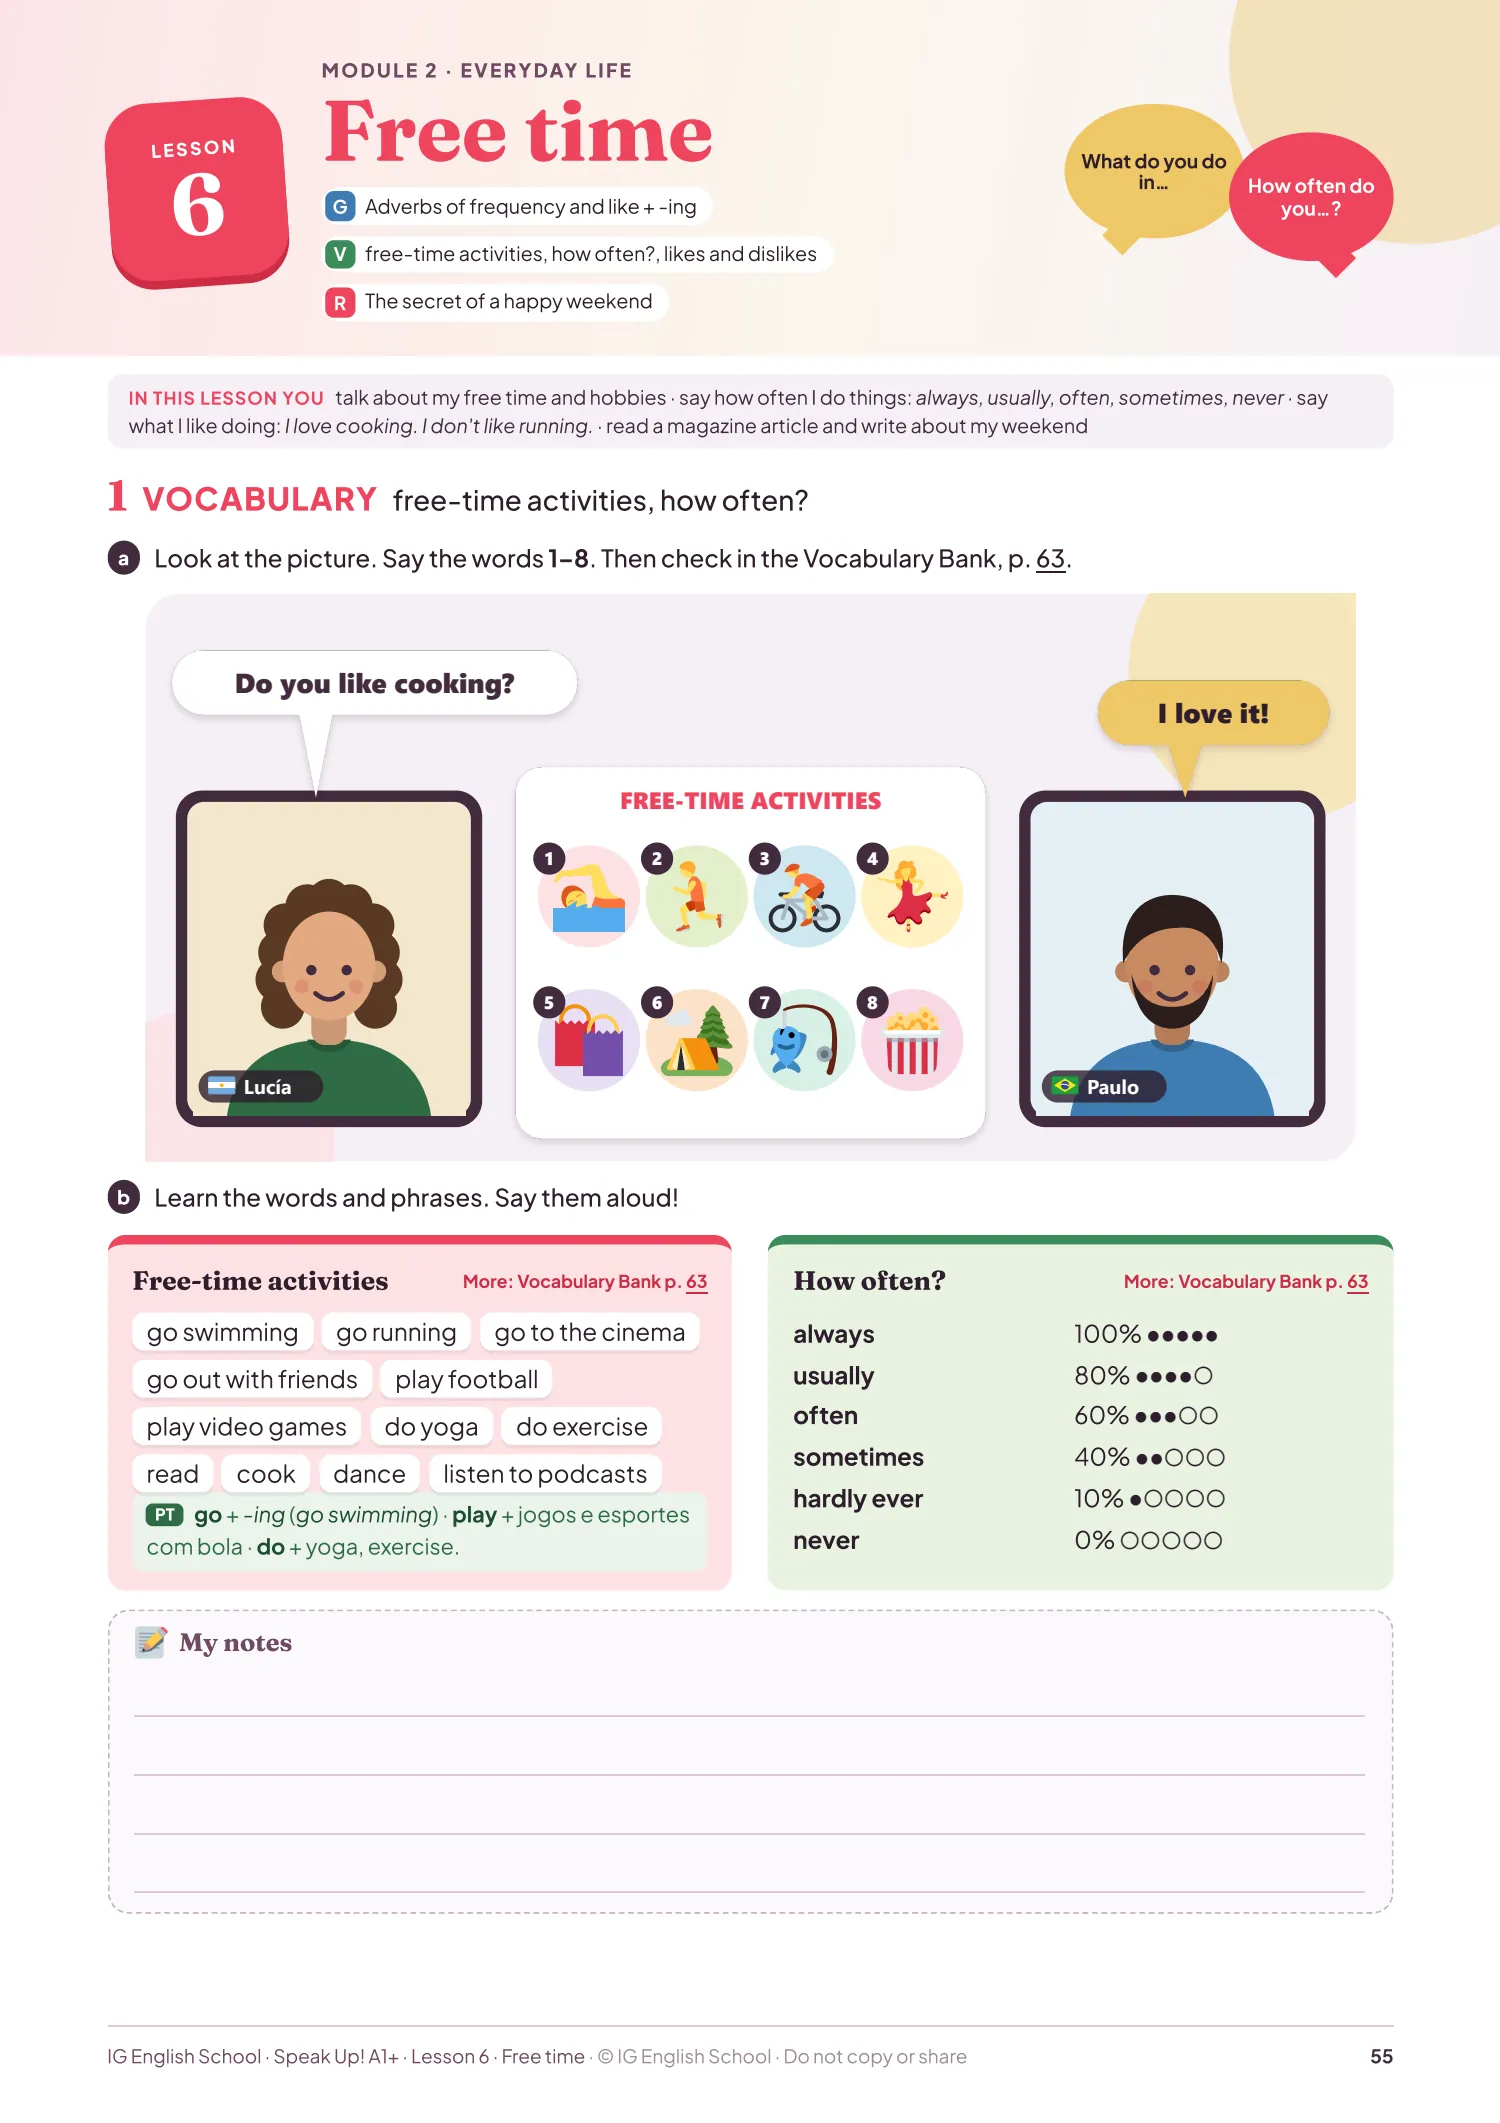 MODULE 2 · EVERYDAY LIFE
LESSON
6
Free time
G Adverbs of frequency and like + -ing
V free-time activities, how often?, likes and dislikes
R The secret of a happy weekend
What do you do
in...
How often do
you...?
IN THIS LESSON YOU talk about my free time and hobbies · say how often I do things: always, usually, often, sometimes, never · say
what I like doing: I love cooking. I don't like running. · read a magazine article and write about my weekend
1 VOCABULARY free-time activities, how often?
a Look at the picture. Say the words 1–8. Then check in the Vocabulary Bank, p. 63.
Do you like cooking?
I love it!
FREE-TIME ACTIVITIES
1 2 3 4
5 6 7 8
Lucía
Paulo
b Learn the words and phrases. Say them aloud!
Free-time activities More: Vocabulary Bank p. 63
go swimming go running go to the cinema
go out with friends play football
play video games do yoga do exercise
read cook dance listen to podcasts
PT go + -ing (go swimming) · play + jogos e esportes
com bola · do + yoga, exercise.
How often? More: Vocabulary Bank p. 63
always 100% ●●●●●
usually 80% ●●●●○
often 60% ●●●○○
sometimes 40% ●●○○○
hardly ever 10% ●○○○○
never 0% ○○○○○
My notes
IG English School · Speak Up! A1+ · Lesson 6 · Free time · © IG English School · Do not copy or share 55